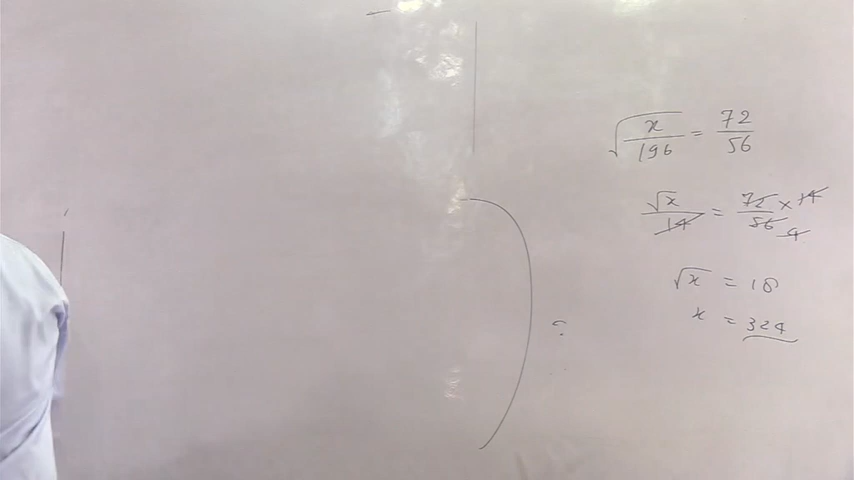 √(x/196) = 72/56
√x/14 = 72/56 × 14
4
√x = 18
x = 324
?